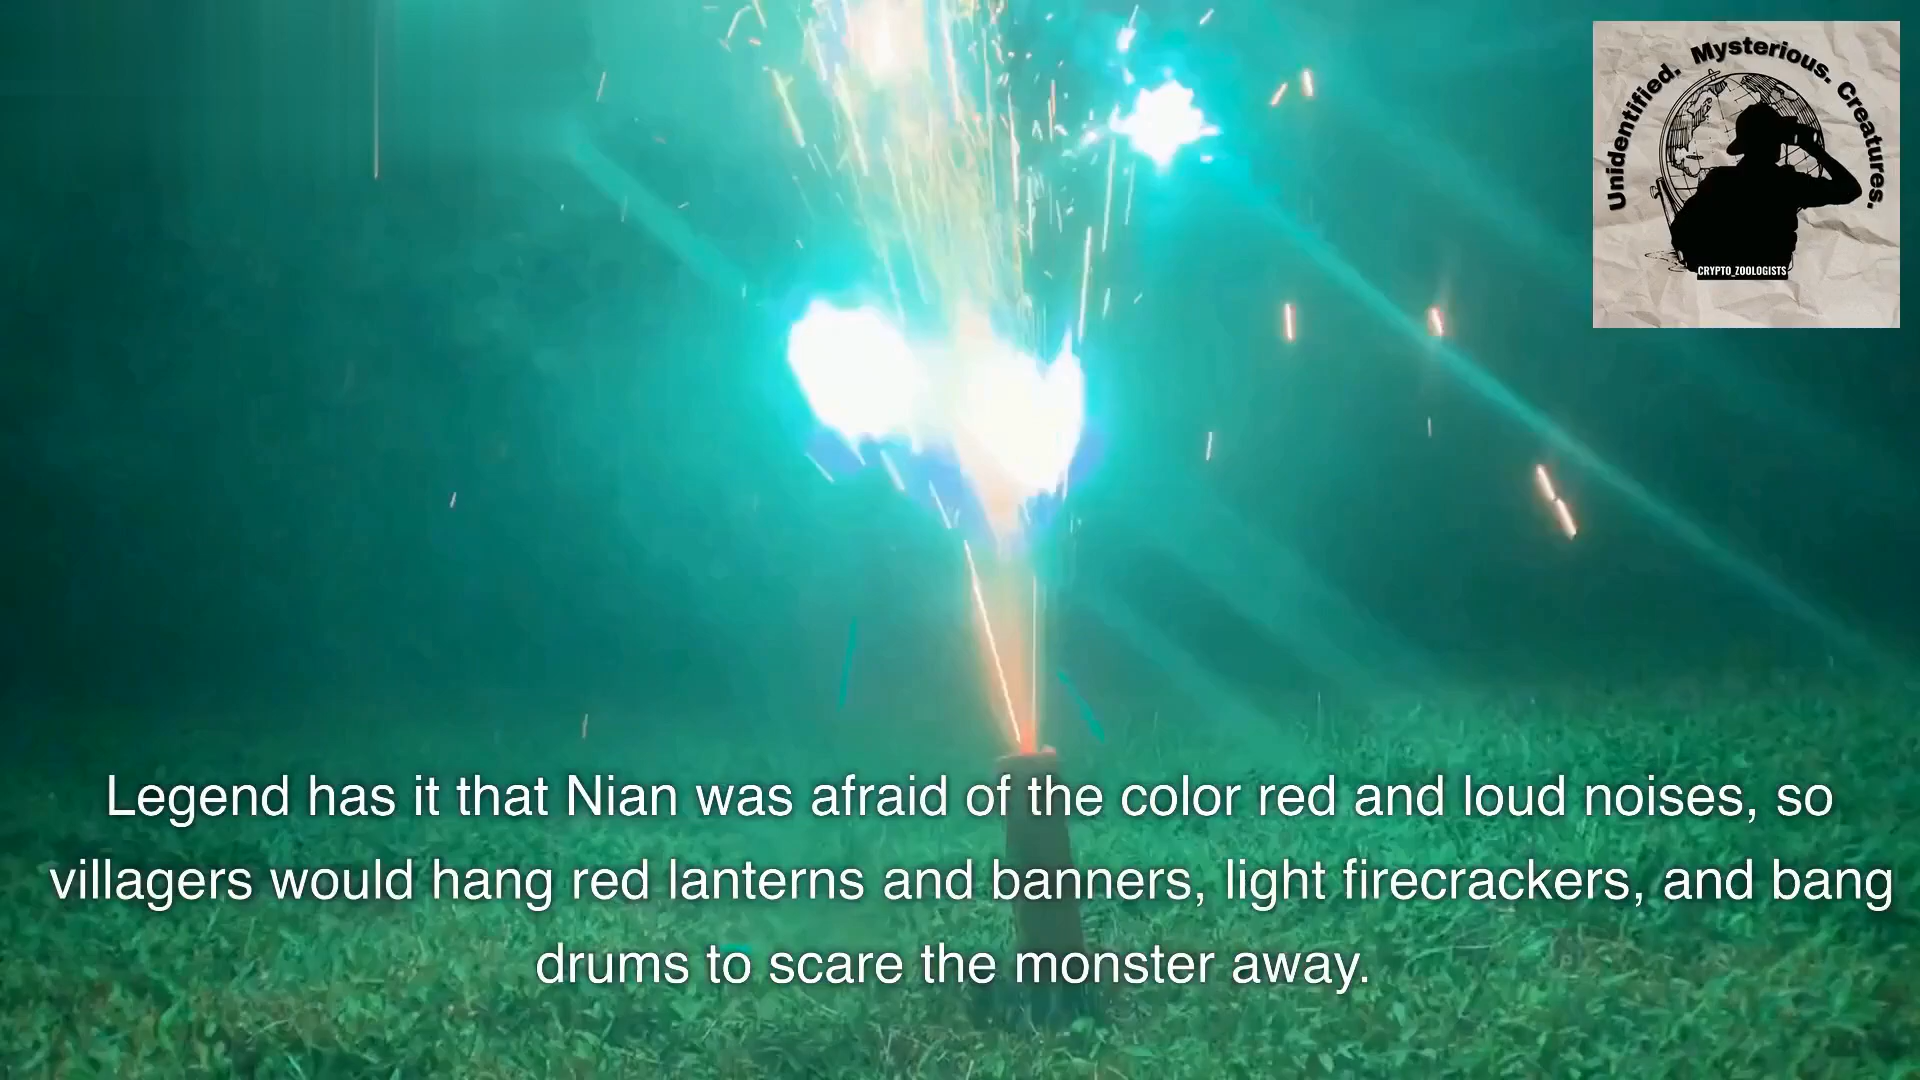 Unidentified. Mysterious. Creatures.
CRYPTO_ZOOLOGISTS
Legend has it that Nian was afraid of the color red and loud noises, so
villagers would hang red lanterns and banners, light firecrackers, and bang
drums to scare the monster away.